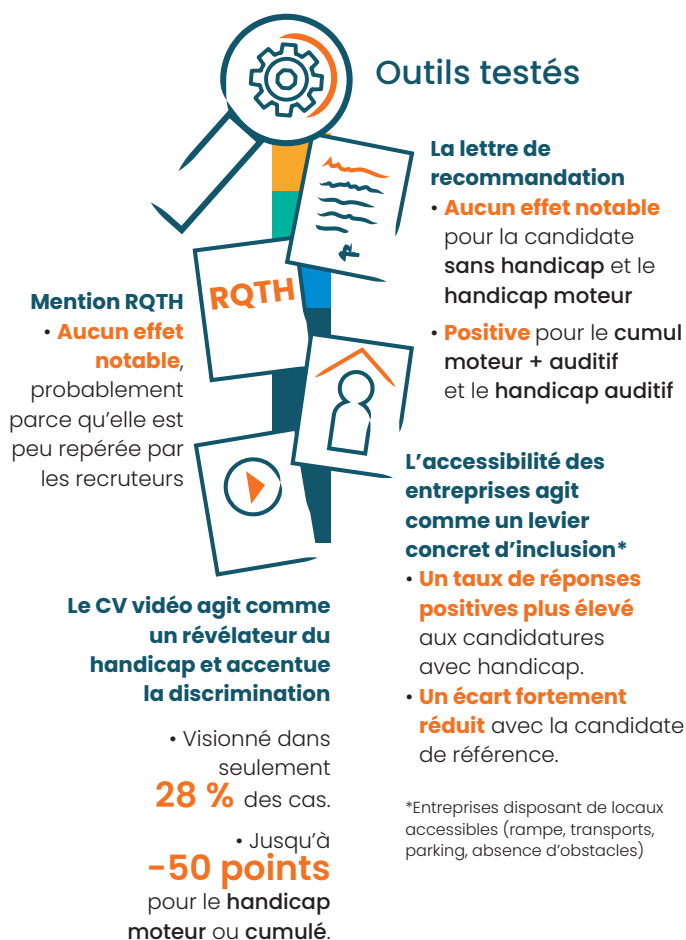 Outils testés
La lettre de
recommandation
• Aucun effet notable
pour la candidate
sans handicap et le
handicap moteur
• Positive pour le cumul
moteur + auditif
et le handicap auditif
RQTH
Mention RQTH
• Aucun effet
notable,
probablement
parce qu'elle est
peu repérée par
les recruteurs
L'accessibilité des
entreprises agit
comme un levier
concret d'inclusion*
• Un taux de réponses
positives plus élevé
aux candidatures
avec handicap.
• Un écart fortement
réduit avec la candidate
de référence.
*Entreprises disposant de locaux
accessibles (rampe, transports,
parking, absence d'obstacles)
Le CV vidéo agit comme
un révélateur du
handicap et accentue
la discrimination
• Visionné dans
seulement
28 % des cas.
• Jusqu'à
-50 points
pour le handicap
moteur ou cumulé.